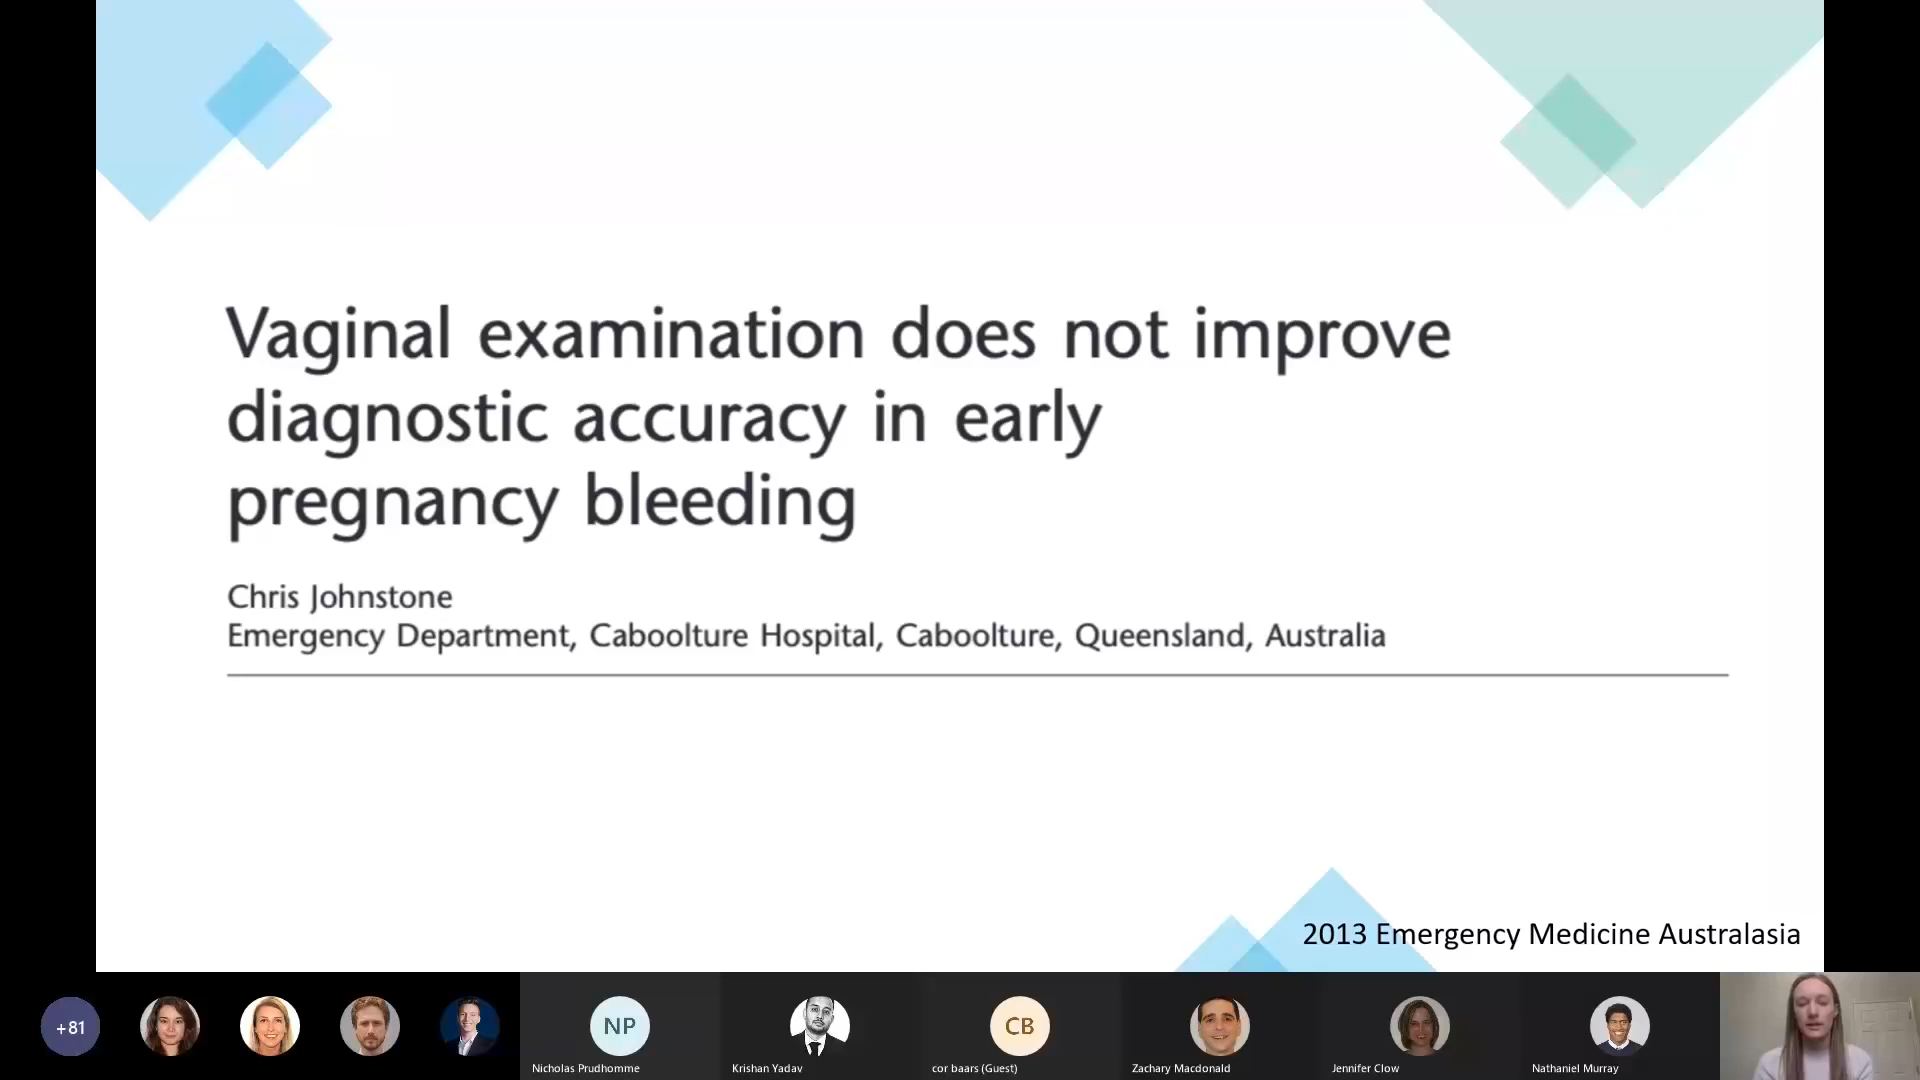 Vaginal examination does not improve
diagnostic accuracy in early
pregnancy bleeding
Chris Johnstone
Emergency Department, Caboolture Hospital, Caboolture, Queensland, Australia
2013 Emergency Medicine Australasia
+81
NP
CB
Nicholas Prudhomme
Krishan Yadav
cor baars (Guest)
Zachary Macdonald
Jennifer Clow
Nathaniel Murray